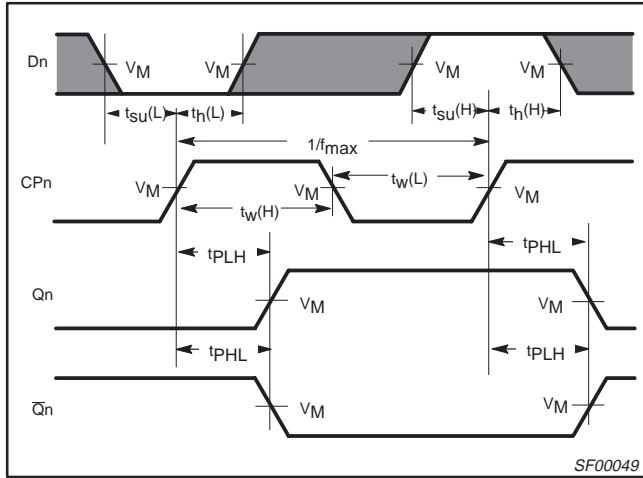 Dn
VM VM VM VM
tsu(L) th(L) tsu(H) th(H)
1/fmax
CPn
VM VM tw(L) VM
tw(H)
tPLH tPHL
Qn
VM VM
tPHL tPLH
Q̅n
VM VM
SF00049